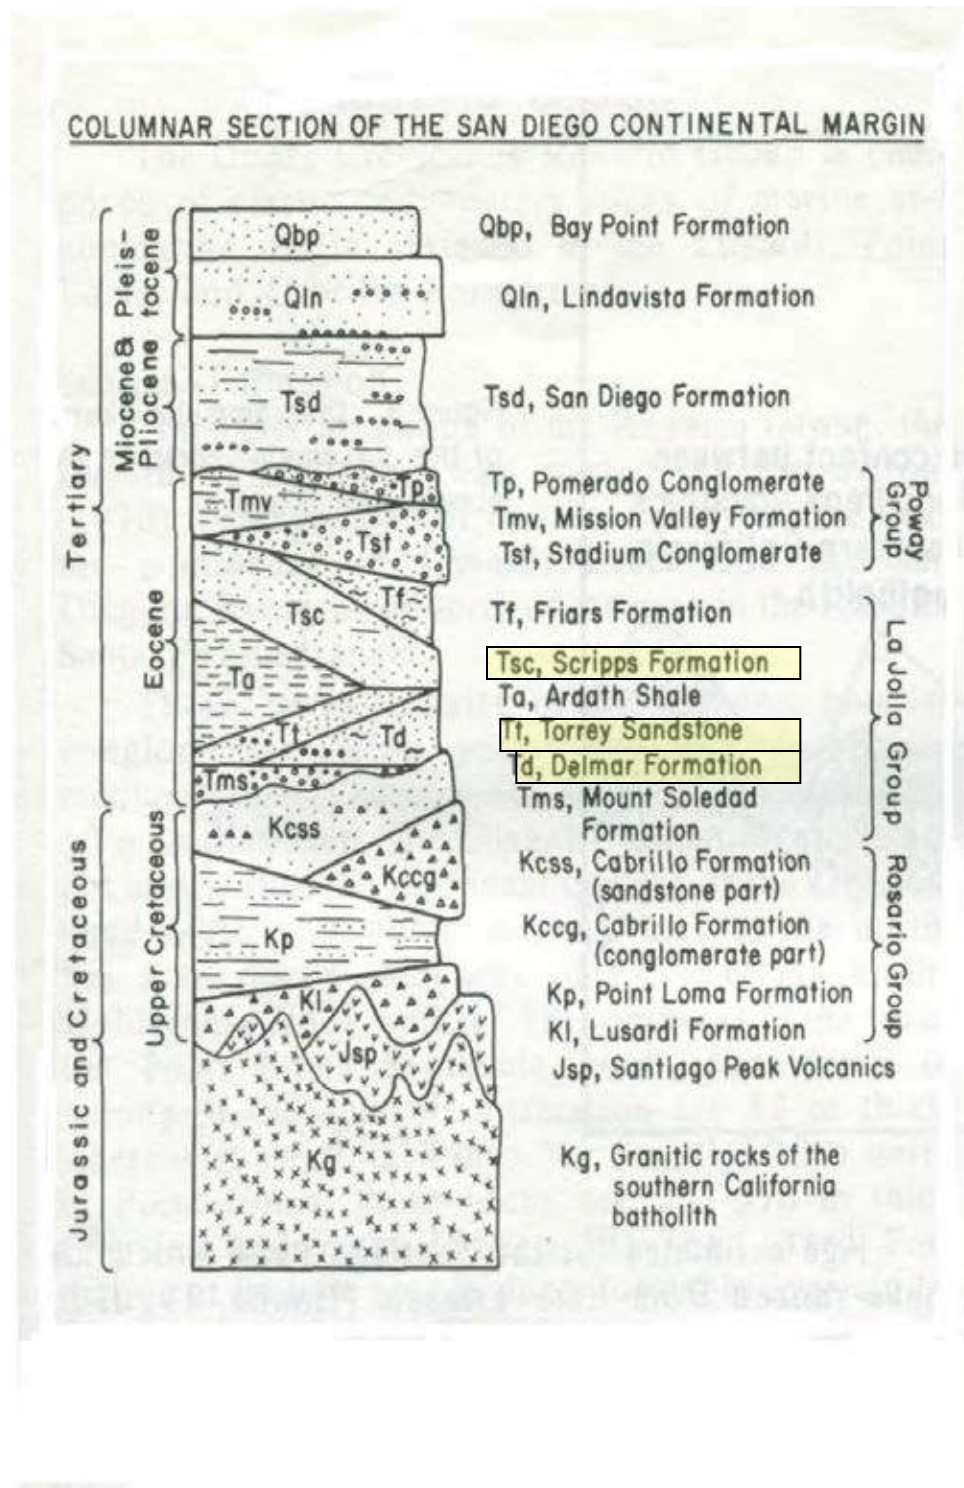 COLUMNAR SECTION OF THE SAN DIEGO CONTINENTAL MARGIN
Tertiary
Jurassic and Cretaceous
Pleis-
tocene
Miocene &
Pliocene
Eocene
Upper Cretaceous
Qbp
Qln
Tsd
Tp
Tmv
Tst
Tf
Tsc
Ta
Tt
Td
Tms
Kcss
Kccg
Kp
Kl
Jsp
Kg
Qbp, Bay Point Formation
Qln, Lindavista Formation
Tsd, San Diego Formation
Tp, Pomerado Conglomerate
Tmv, Mission Valley Formation
Tst, Stadium Conglomerate
Poway
Group
Tf, Friars Formation
Tsc, Scripps Formation
Ta, Ardath Shale
Tt, Torrey Sandstone
Td, Delmar Formation
Tms, Mount Soledad
Formation
La Jolla Group
Kcss, Cabrillo Formation
(sandstone part)
Kccg, Cabrillo Formation
(conglomerate part)
Kp, Point Loma Formation
Kl, Lusardi Formation
Rosario Group
Jsp, Santiago Peak Volcanics
Kg, Granitic rocks of the
southern California
batholith